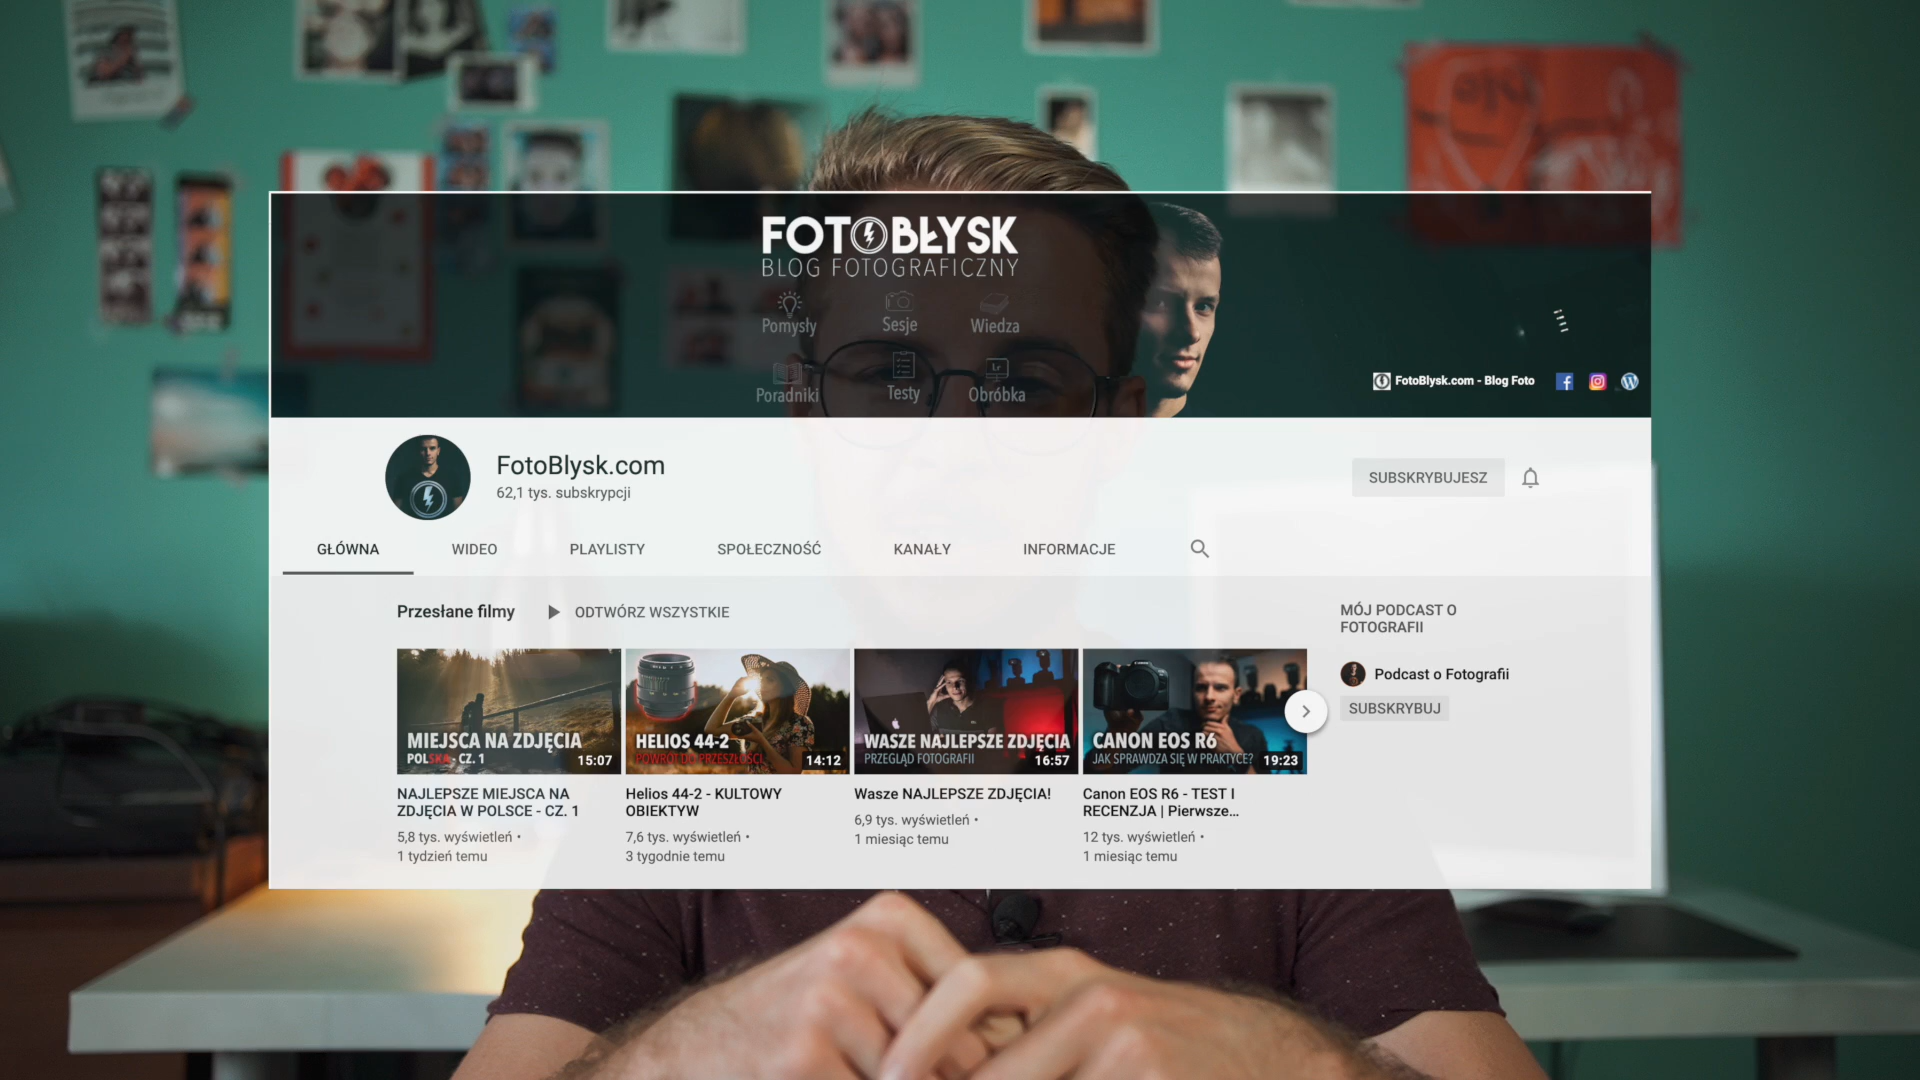 FOTOBŁYSK
BLOG FOTOGRAFICZNY
Pomysły
Sesje
Wiedza
Poradniki
Testy
Lr
Obróbka
FotoBlysk.com - Blog Foto
FotoBlysk.com
62,1 tys. subskrypcji
SUBSKRYBUJESZ
GŁÓWNA
WIDEO
PLAYLISTY
SPOŁECZNOŚĆ
KANAŁY
INFORMACJE
Przesłane filmy
ODTWÓRZ WSZYSTKIE
MIEJSCA NA ZDJĘCIA
POLSKA - CZ. 1
15:07
NAJLEPSZE MIEJSCA NA
ZDJĘCIA W POLSCE - CZ. 1
5,8 tys. wyświetleń •
1 tydzień temu
HELIOS 44-2
POWRÓT DO PRZESZŁOŚCI
14:12
Helios 44-2 - KULTOWY
OBIEKTYW
7,6 tys. wyświetleń •
3 tygodnie temu
WASZE NAJLEPSZE ZDJĘCIA
PRZEGLĄD FOTOGRAFII
16:57
Wasze NAJLEPSZE ZDJĘCIA!
6,9 tys. wyświetleń •
1 miesiąc temu
CANON EOS R6
JAK SPRAWDZA SIĘ W PRAKTYCE?
19:23
Canon EOS R6 - TEST I
RECENZJA | Pierwsze...
12 tys. wyświetleń •
1 miesiąc temu
MÓJ PODCAST O
FOTOGRAFII
Podcast o Fotografii
SUBSKRYBUJ